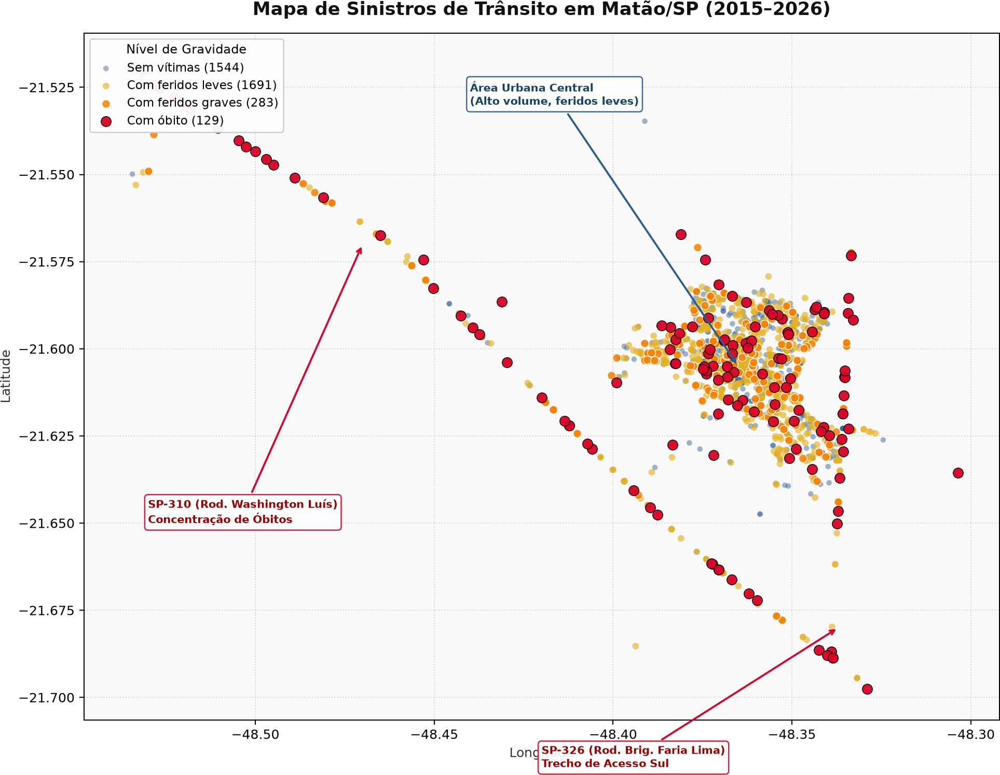 Mapa de Sinistros de Trânsito em Matão/SP (2015–2026)
Nível de Gravidade
Sem vítimas (1544)
Com feridos leves (1691)
Com feridos graves (283)
Com óbito (129)
Área Urbana Central
(Alto volume, feridos leves)
−21.525
−21.550
−21.575
−21.600
−21.625
−21.650
−21.675
−21.700
Latitude
SP-310 (Rod. Washington Luís)
Concentração de Óbitos
−48.50
−48.45
−48.40
−48.35
−48.30
Longitude
SP-326 (Rod. Brig. Faria Lima)
Trecho de Acesso Sul